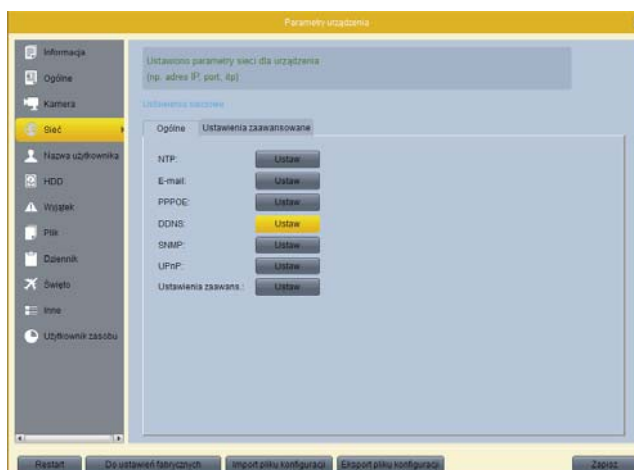 Parametry urządzenia
Informacja
Ogólne
Kamera
Sieć
Nazwa użytkownika
HDD
Wyjątek
Plik
Dziennik
Święto
Inne
Użytkownik zasobu
Ustawiono parametry sieci dla urządzenia
(np. adres IP, port, itp)
Ustawienia sieciowe
Ogólne Ustawienia zaawansowane
NTP: Ustaw
E-mail: Ustaw
PPPOE: Ustaw
DDNS: Ustaw
SNMP: Ustaw
UPnP: Ustaw
Ustawienia zaawans.: Ustaw
Restart Do ustawień fabrycznych Import pliku konfiguracji Eksport pliku konfiguracji Zapisz